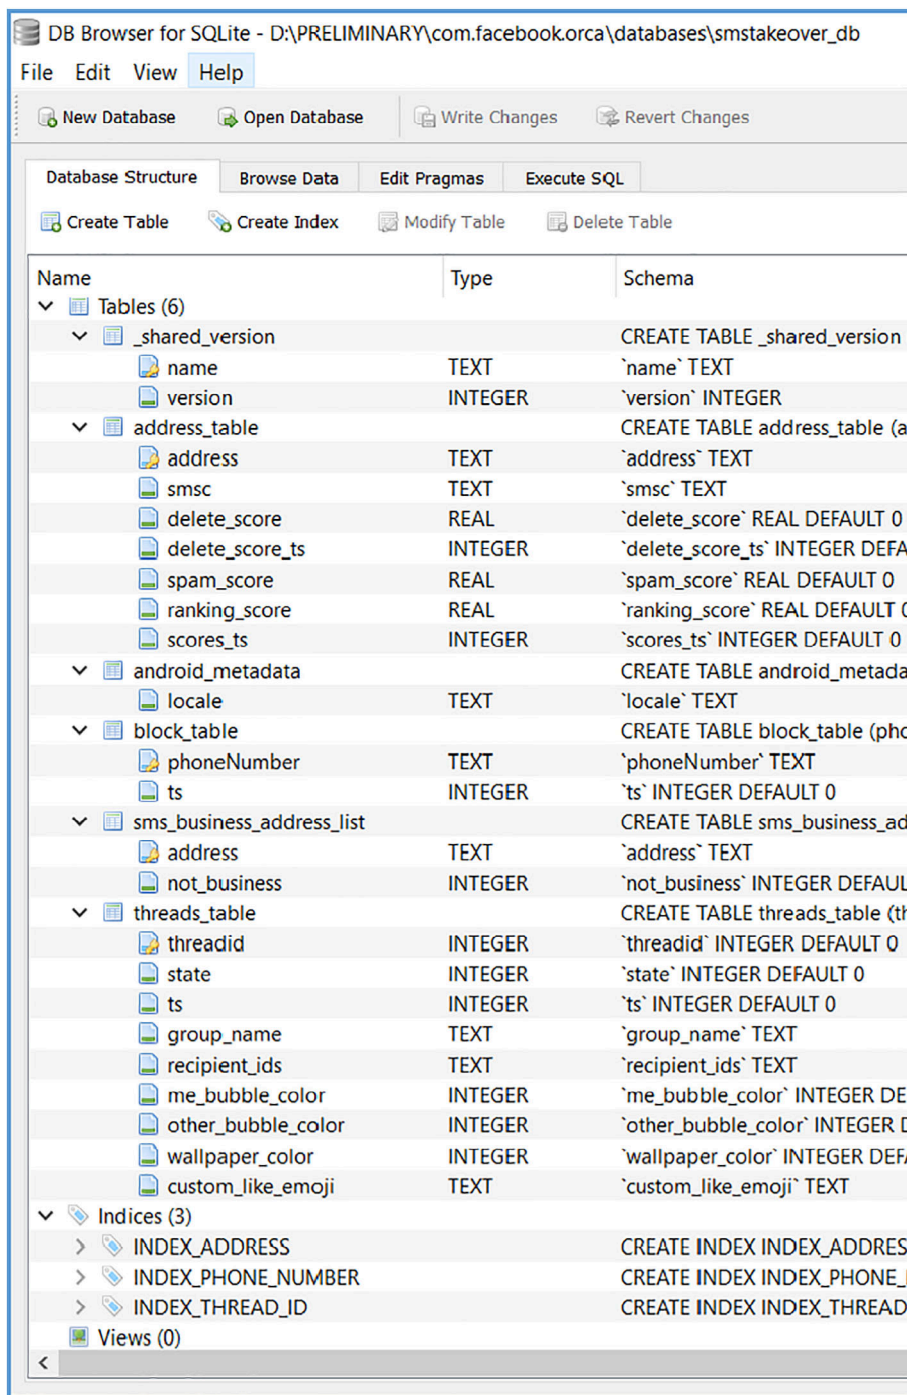 DB Browser for SQLite - D:\PRELIMINARY\com.facebook.orca\databases\smstakeover_db
File Edit View Help
New Database Open Database Write Changes Revert Changes
Database Structure Browse Data Edit Pragmas Execute SQL
Create Table Create Index Modify Table Delete Table
Name Type Schema
Tables (6)
_shared_version CREATE TABLE _shared_version
name TEXT `name` TEXT
version INTEGER `version` INTEGER
address_table CREATE TABLE address_table (a
address TEXT `address` TEXT
smsc TEXT `smsc` TEXT
delete_score REAL `delete_score` REAL DEFAULT 0
delete_score_ts INTEGER `delete_score_ts` INTEGER DEFA
spam_score REAL `spam_score` REAL DEFAULT 0
ranking_score REAL `ranking_score` REAL DEFAULT 0
scores_ts INTEGER `scores_ts` INTEGER DEFAULT 0
android_metadata CREATE TABLE android_metada
locale TEXT `locale` TEXT
block_table CREATE TABLE block_table (pho
phoneNumber TEXT `phoneNumber` TEXT
ts INTEGER `ts` INTEGER DEFAULT 0
sms_business_address_list CREATE TABLE sms_business_ad
address TEXT `address` TEXT
not_business INTEGER `not_business` INTEGER DEFAUL
threads_table CREATE TABLE threads_table (th
threadid INTEGER `threadid` INTEGER DEFAULT 0
state INTEGER `state` INTEGER DEFAULT 0
ts INTEGER `ts` INTEGER DEFAULT 0
group_name TEXT `group_name` TEXT
recipient_ids TEXT `recipient_ids` TEXT
me_bubble_color INTEGER `me_bubble_color` INTEGER DE
other_bubble_color INTEGER `other_bubble_color` INTEGER D
wallpaper_color INTEGER `wallpaper_color` INTEGER DEFA
custom_like_emoji TEXT `custom_like_emoji` TEXT
Indices (3)
INDEX_ADDRESS CREATE INDEX INDEX_ADDRES
INDEX_PHONE_NUMBER CREATE INDEX INDEX_PHONE_
INDEX_THREAD_ID CREATE INDEX INDEX_THREAD
Views (0)